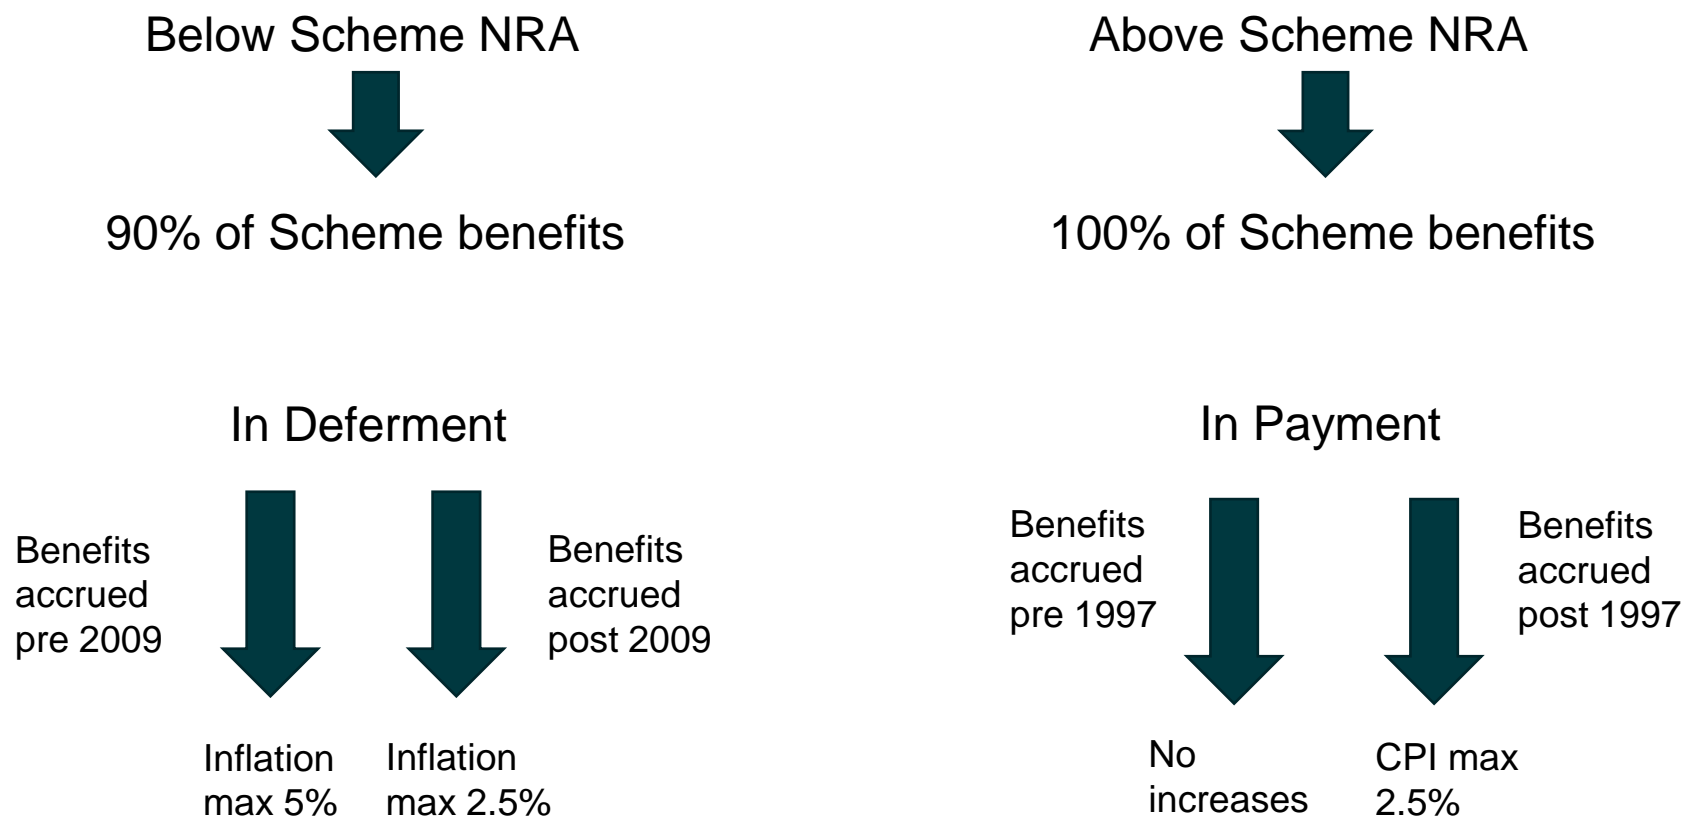 Below Scheme NRA
90% of Scheme benefits
Above Scheme NRA
100% of Scheme benefits
In Deferment
Benefits
accrued
pre 2009
Benefits
accrued
post 2009
Inflation
max 5%
Inflation
max 2.5%
In Payment
Benefits
accrued
pre 1997
Benefits
accrued
post 1997
No
increases
CPI max
2.5%